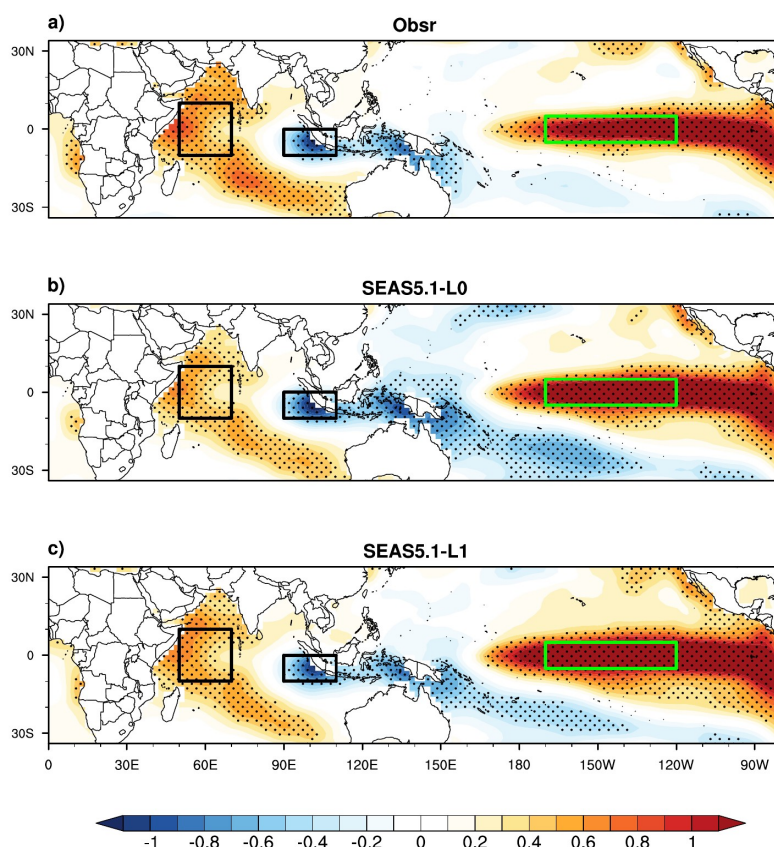 a) Obsr
30N
0
30S
b) SEAS5.1-L0
30N
0
30S
c) SEAS5.1-L1
30N
0
30S
0 30E 60E 90E 120E 150E 180 150W 120W 90W
-1 -0.8 -0.6 -0.4 -0.2 0 0.2 0.4 0.6 0.8 1